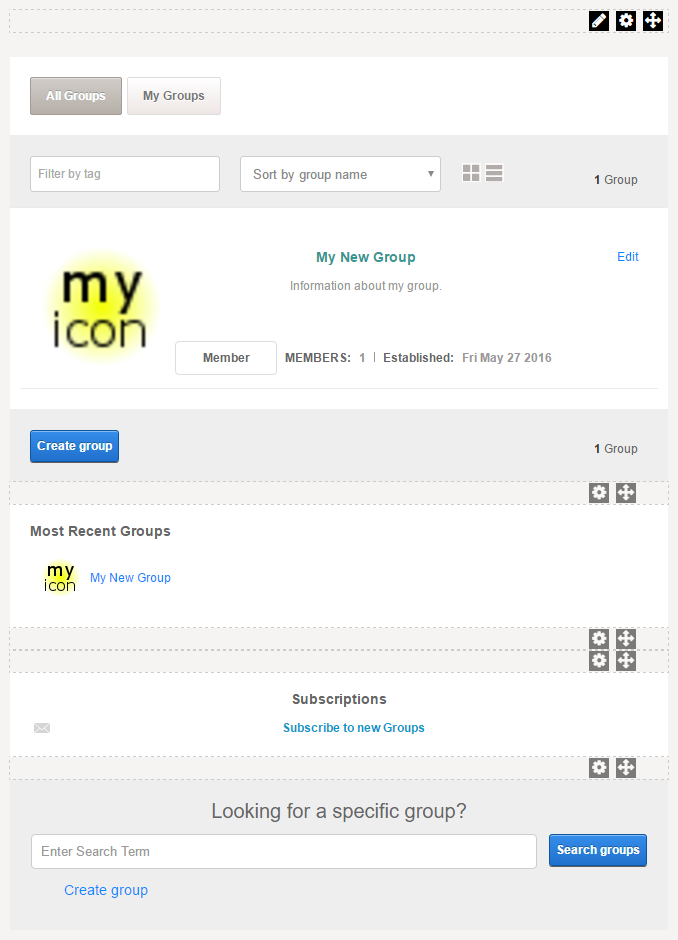 All Groups My Groups
Filter by tag Sort by group name 1 Group
My New Group Edit
Information about my group.
my
icon
Member MEMBERS: 1 | Established: Fri May 27 2016
Create group 1 Group
Most Recent Groups
my
icon
My New Group
Subscriptions
Subscribe to new Groups
Looking for a specific group?
Enter Search Term Search groups
Create group